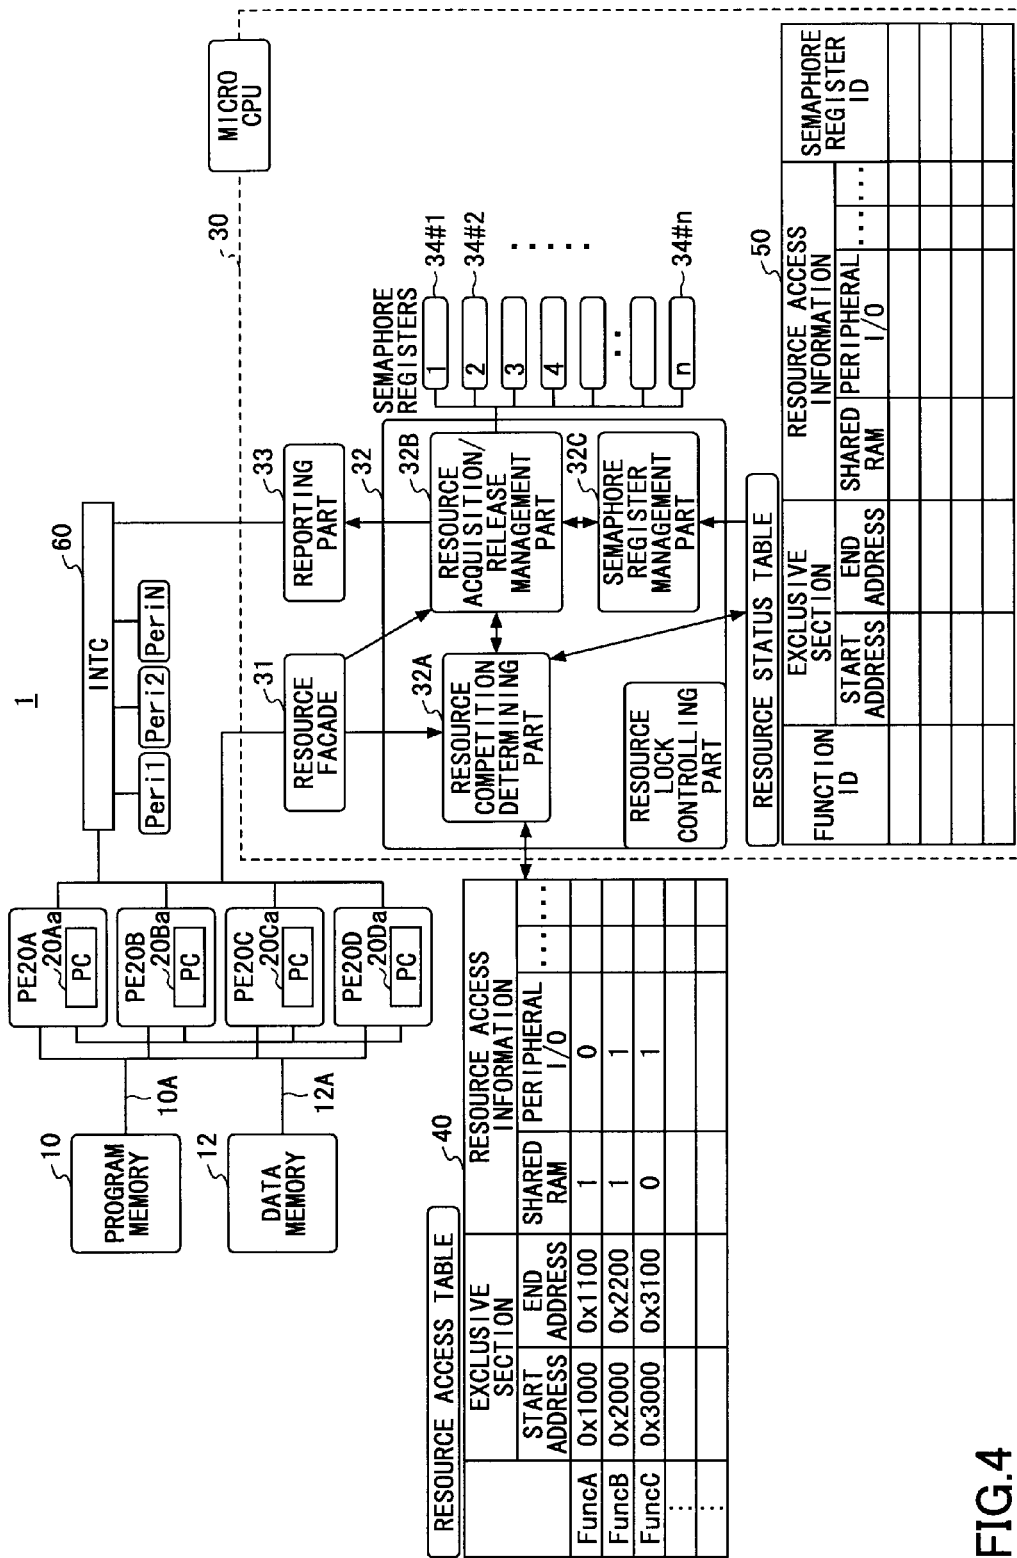 FIG.4
1
10
PROGRAM
MEMORY
10A
12
DATA
MEMORY
12A
PE20A
20Aa
PC
PE20B
20Ba
PC
PE20C
20Ca
PC
PE20D
20Da
PC
60
INTC
Peri1
Peri2
PeriN
30
MICRO
CPU
31
RESOURCE
FACADE
33
REPORTING
PART
32
32A
RESOURCE
COMPETITION
DETERMINING
PART
32B
RESOURCE
ACQUISITION/
RELEASE
MANAGEMENT
PART
32C
SEMAPHORE
REGISTER
MANAGEMENT
PART
RESOURCE
LOCK
CONTROLLING
PART
SEMAPHORE
REGISTERS
1
34#1
2
34#2
3
4
n
34#n
RESOURCE ACCESS TABLE
40
EXCLUSIVE
SECTION
RESOURCE ACCESS
INFORMATION
START
ADDRESS
END
ADDRESS
SHARED
RAM
PERIPHERAL
I/O
......
FuncA 0x1000 0x1100 1 0
FuncB 0x2000 0x2200 1 1
FuncC 0x3000 0x3100 0 1
RESOURCE STATUS TABLE
50
FUNCTION
ID
EXCLUSIVE
SECTION
RESOURCE ACCESS
INFORMATION
SEMAPHORE
REGISTER
ID
START
ADDRESS
END
ADDRESS
SHARED
RAM
PERIPHERAL
I/O
......